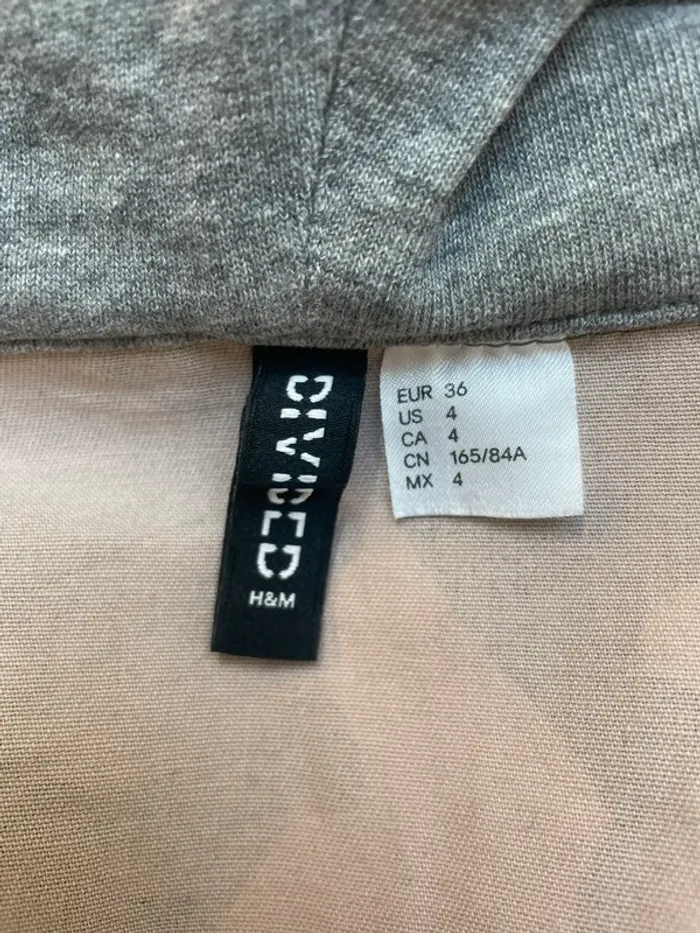 DIVIDED
H&M
EUR 36
US 4
CA 4
CN 165/84A
MX 4